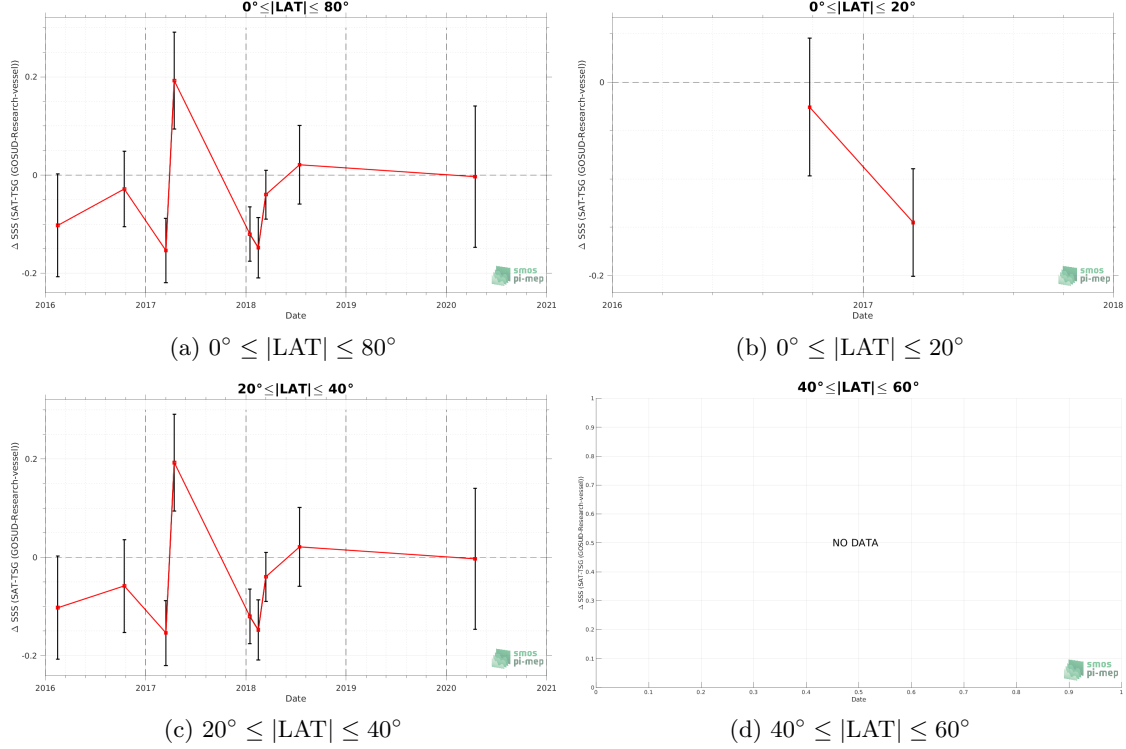 0°≤|LAT|≤ 80°
Δ SSS (SAT-TSG (GOSUD-Research-vessel))
0.2
0
-0.2
2016 2017 2018 2019 2020 2021
Date
smos
pi-mep
(a) 0° ≤ |LAT| ≤ 80°
0°≤|LAT|≤ 20°
Δ SSS (SAT-TSG (GOSUD-Research-vessel))
0
-0.2
2016 2017 2018
Date
smos
pi-mep
(b) 0° ≤ |LAT| ≤ 20°
20°≤|LAT|≤ 40°
Δ SSS (SAT-TSG (GOSUD-Research-vessel))
0.2
0
-0.2
2016 2017 2018 2019 2020 2021
Date
smos
pi-mep
(c) 20° ≤ |LAT| ≤ 40°
40°≤|LAT|≤ 60°
Δ SSS (SAT-TSG (GOSUD-Research-vessel))
1
0.9
0.8
0.7
0.6
0.5
0.4
0.3
0.2
0.1
0
NO DATA
0 0.1 0.2 0.3 0.4 0.5 0.6 0.7 0.8 0.9 1
Date
smos
pi-mep
(d) 40° ≤ |LAT| ≤ 60°